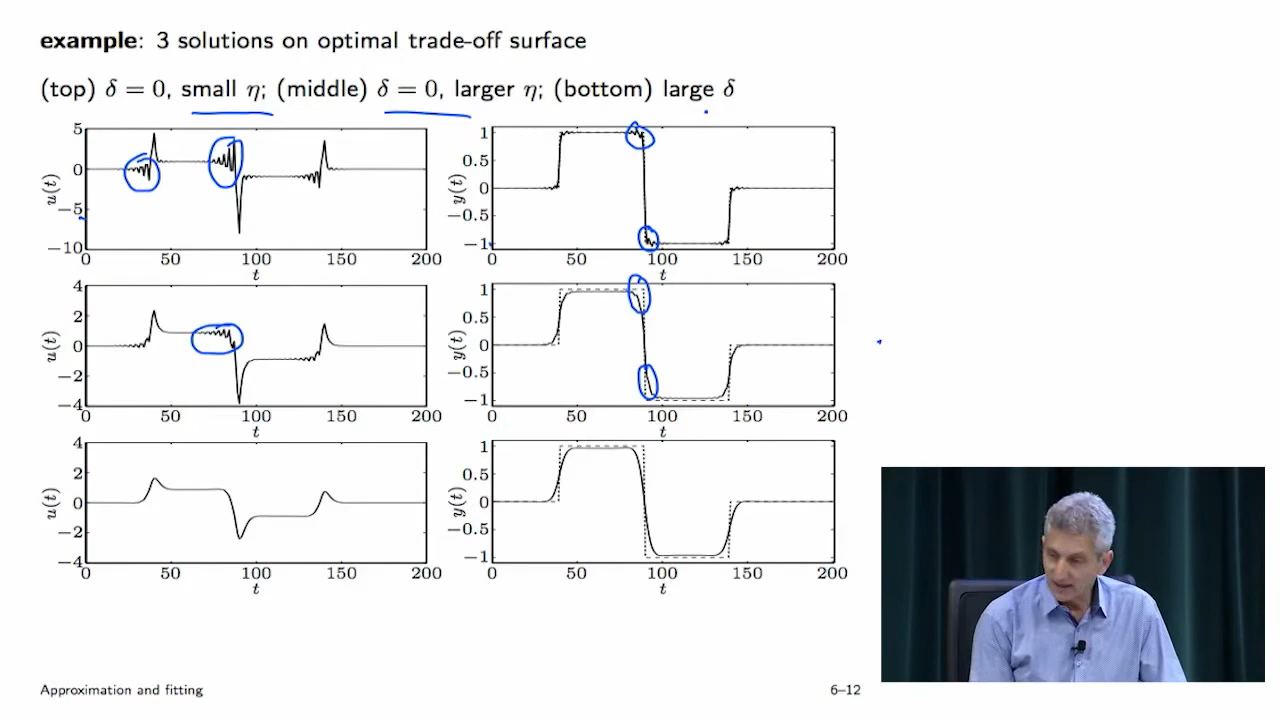 example: 3 solutions on optimal trade-off surface
(top) δ = 0, small η; (middle) δ = 0, larger η; (bottom) large δ
5
0
−5
−10
u(t)
0 50 100 150 200
t
1
0.5
0
−0.5
−1
y(t)
0 50 100 150 200
t
4
2
0
−2
−4
u(t)
0 50 100 150 200
t
1
0.5
0
−0.5
−1
y(t)
0 50 100 150 200
t
4
2
0
−2
−4
u(t)
0 50 100 150 200
t
1
0.5
0
−0.5
−1
y(t)
0 50 100 150 200
t
Approximation and fitting
6–12